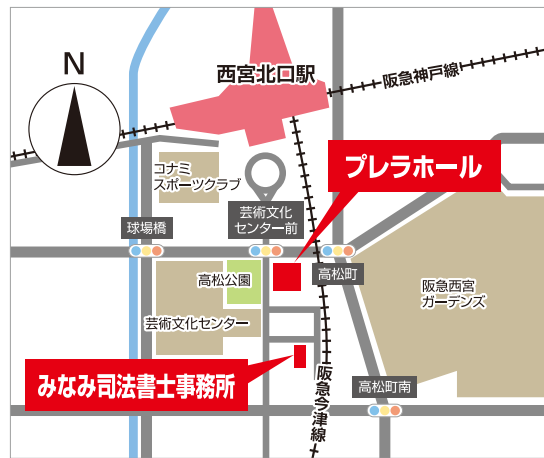 N
西宮北口駅
阪急神戸線
コナミ
スポーツクラブ
プレラホール
球場橋
芸術文化
センター前
高松公園
高松町
阪急西宮
ガーデンズ
芸術文化センター
みなみ司法書士事務所
阪急今津線
高松町南